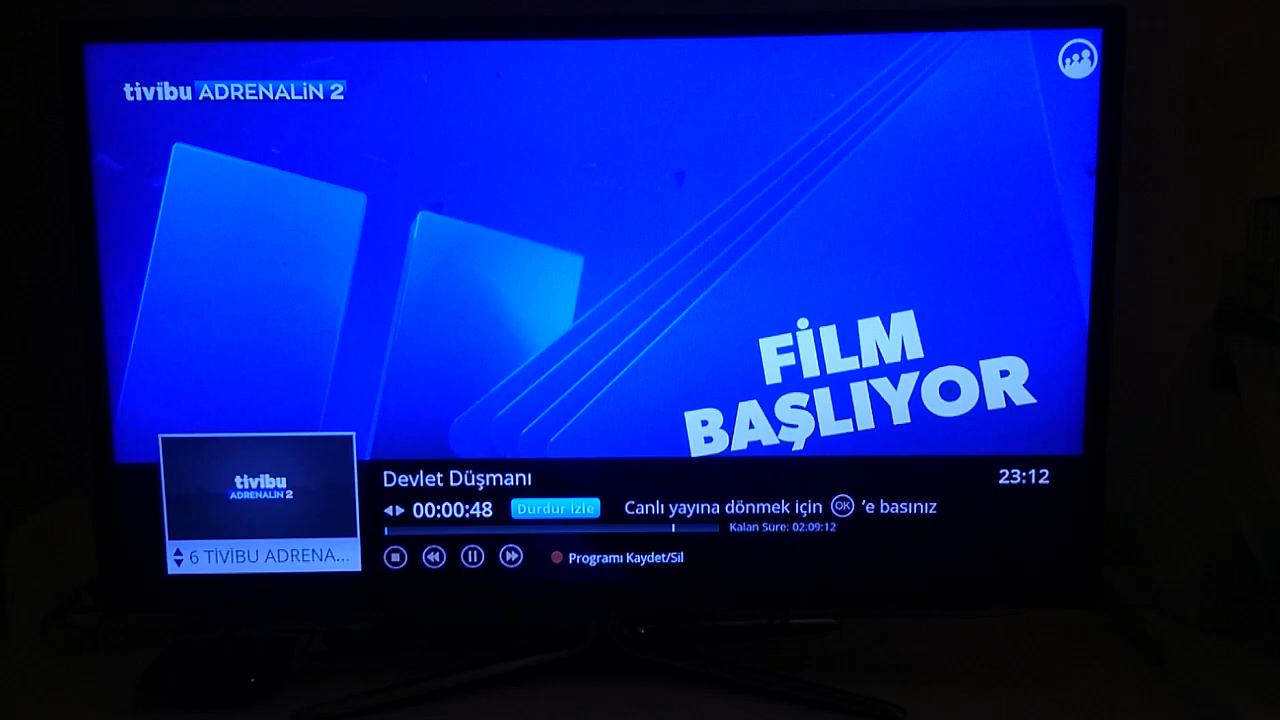 tivibu ADRENALİN 2
FİLM
BAŞLIYOR
tivibu
ADRENALİN 2
6 TİVİBU ADRENA...
Devlet Düşmanı
23:12
00:00:48 Durdur İzle Canlı yayına dönmek için OK 'e basınız
Kalan Süre: 02:09:12
Programı Kaydet/Sil